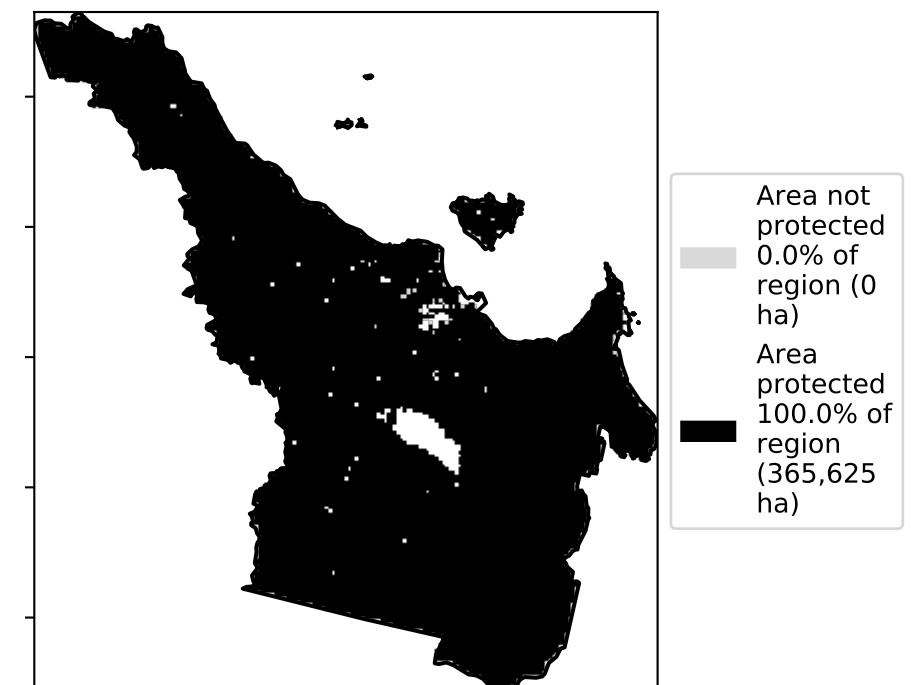 Area not
protected
0.0% of
region (0
ha)
Area
protected
100.0% of
region
(365,625
ha)